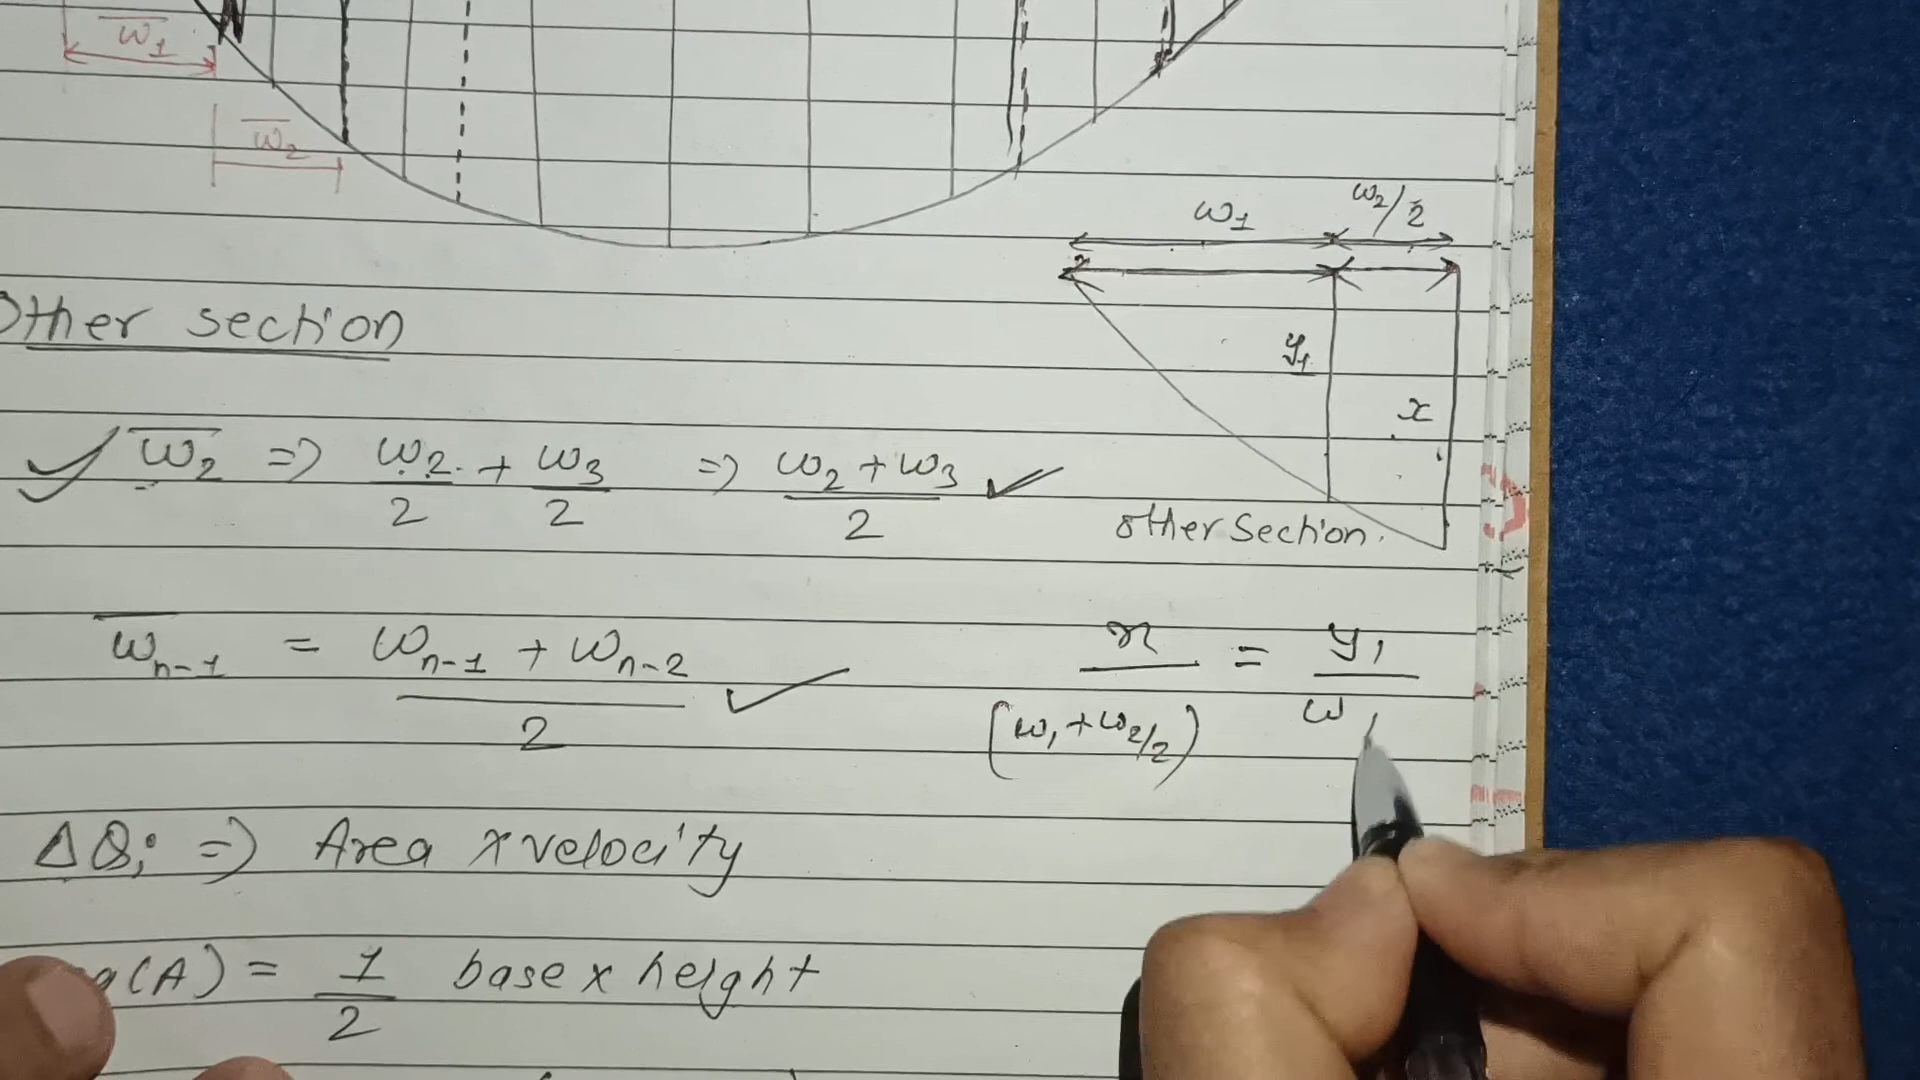 w̅1
w̅2
w1 w2/2
y1
x
Other section
w̅2 => w2/2 + w3/2 => (w2 + w3)/2
other section.
w̅n-1 = (wn-1 + wn-2)/2
x/(w1 + w2/2) = y1/w1
ΔQi => Area x velocity
(A) = 1/2 base x height